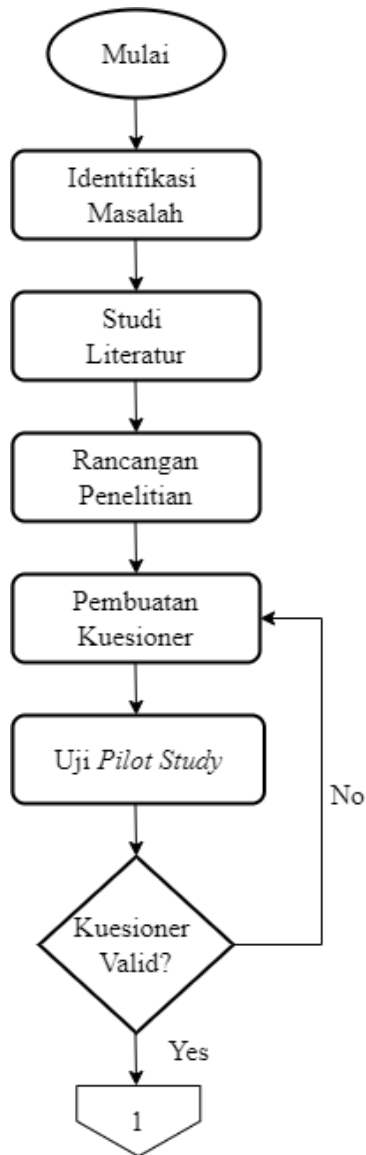 Mulai
Identifikasi
Masalah
Studi
Literatur
Rancangan
Penelitian
Pembuatan
Kuesioner
Uji Pilot Study
No
Kuesioner
Valid?
Yes
1